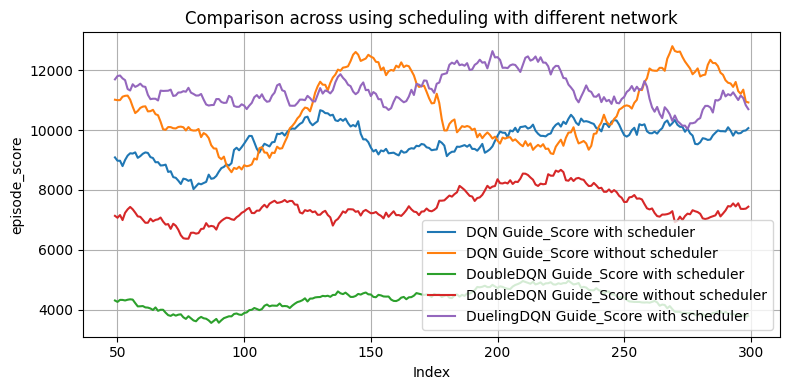 Comparison across using scheduling with different network
episode_score
12000
10000
8000
6000
4000
DQN Guide_Score with scheduler
DQN Guide_Score without scheduler
DoubleDQN Guide_Score with scheduler
DoubleDQN Guide_Score without scheduler
DuelingDQN Guide_Score with scheduler
50
100
150
200
250
300
Index